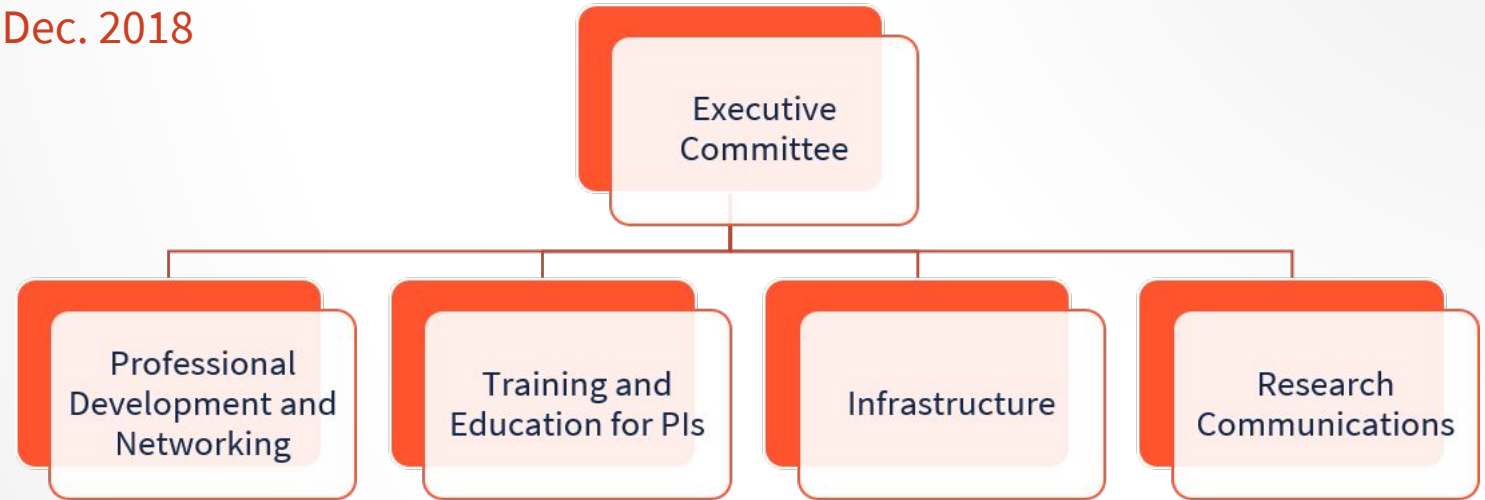 Dec. 2018
Executive
Committee
Professional
Development and
Networking
Training and
Education for PIs
Infrastructure
Research
Communications